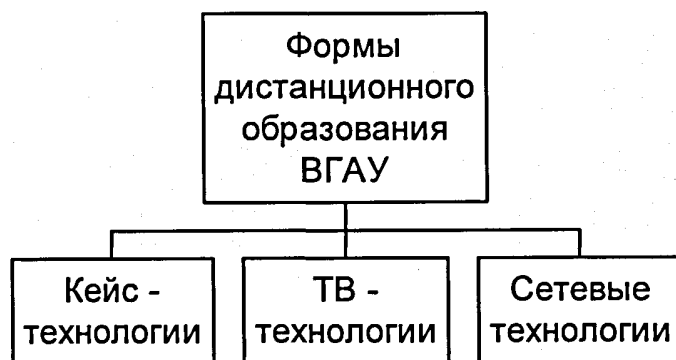 Формы
дистанционного
образования
ВГАУ
Кейс -
технологии
ТВ -
технологии
Сетевые
технологии